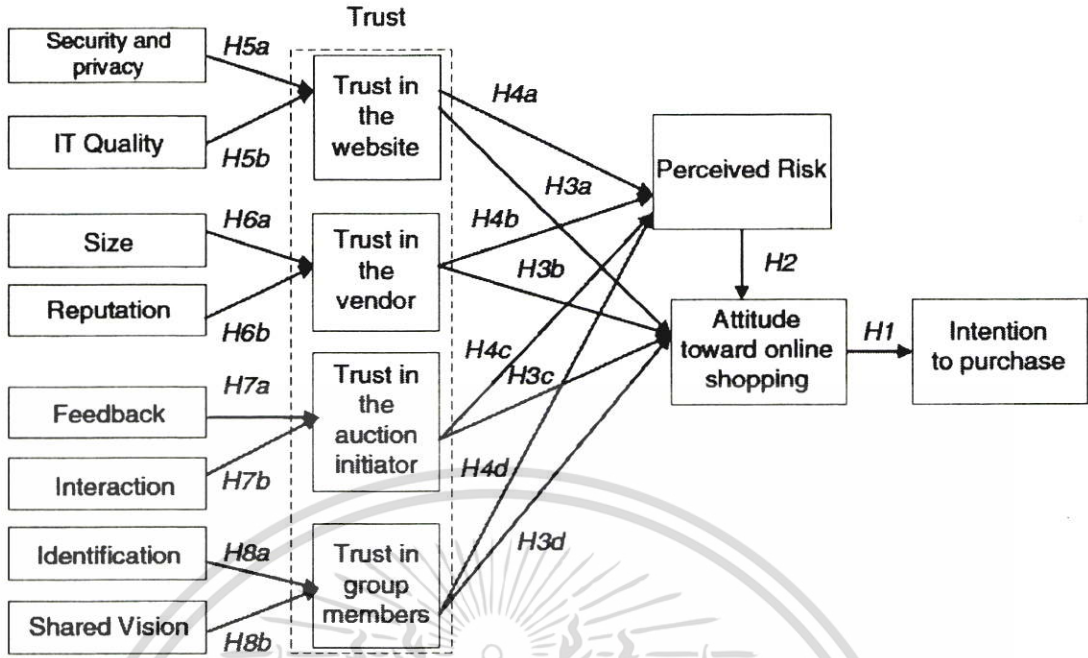 Trust
Security and
privacy
H5a
IT Quality
H5b
Trust in
the
website
H4a
H3a
Perceived Risk
Size
H6a
Reputation
H6b
Trust in
the
vendor
H4b
H3b
H2
Attitude
toward online
shopping
H1
Intention
to purchase
Feedback
H7a
Interaction
H7b
Trust in
the
auction
initiator
H4c
H3c
Identification
H8a
Shared Vision
H8b
Trust in
group
members
H4d
H3d